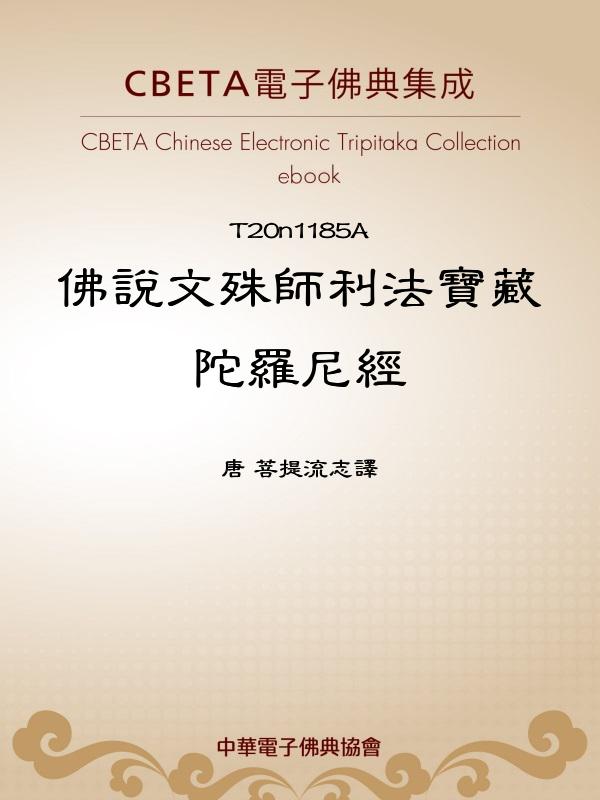 CBETA電子佛典集成
CBETA Chinese Electronic Tripitaka Collection
ebook
T20n1185A
佛說文殊師利法寶藏
陀羅尼經
唐 菩提流志譯
中華電子佛典協會